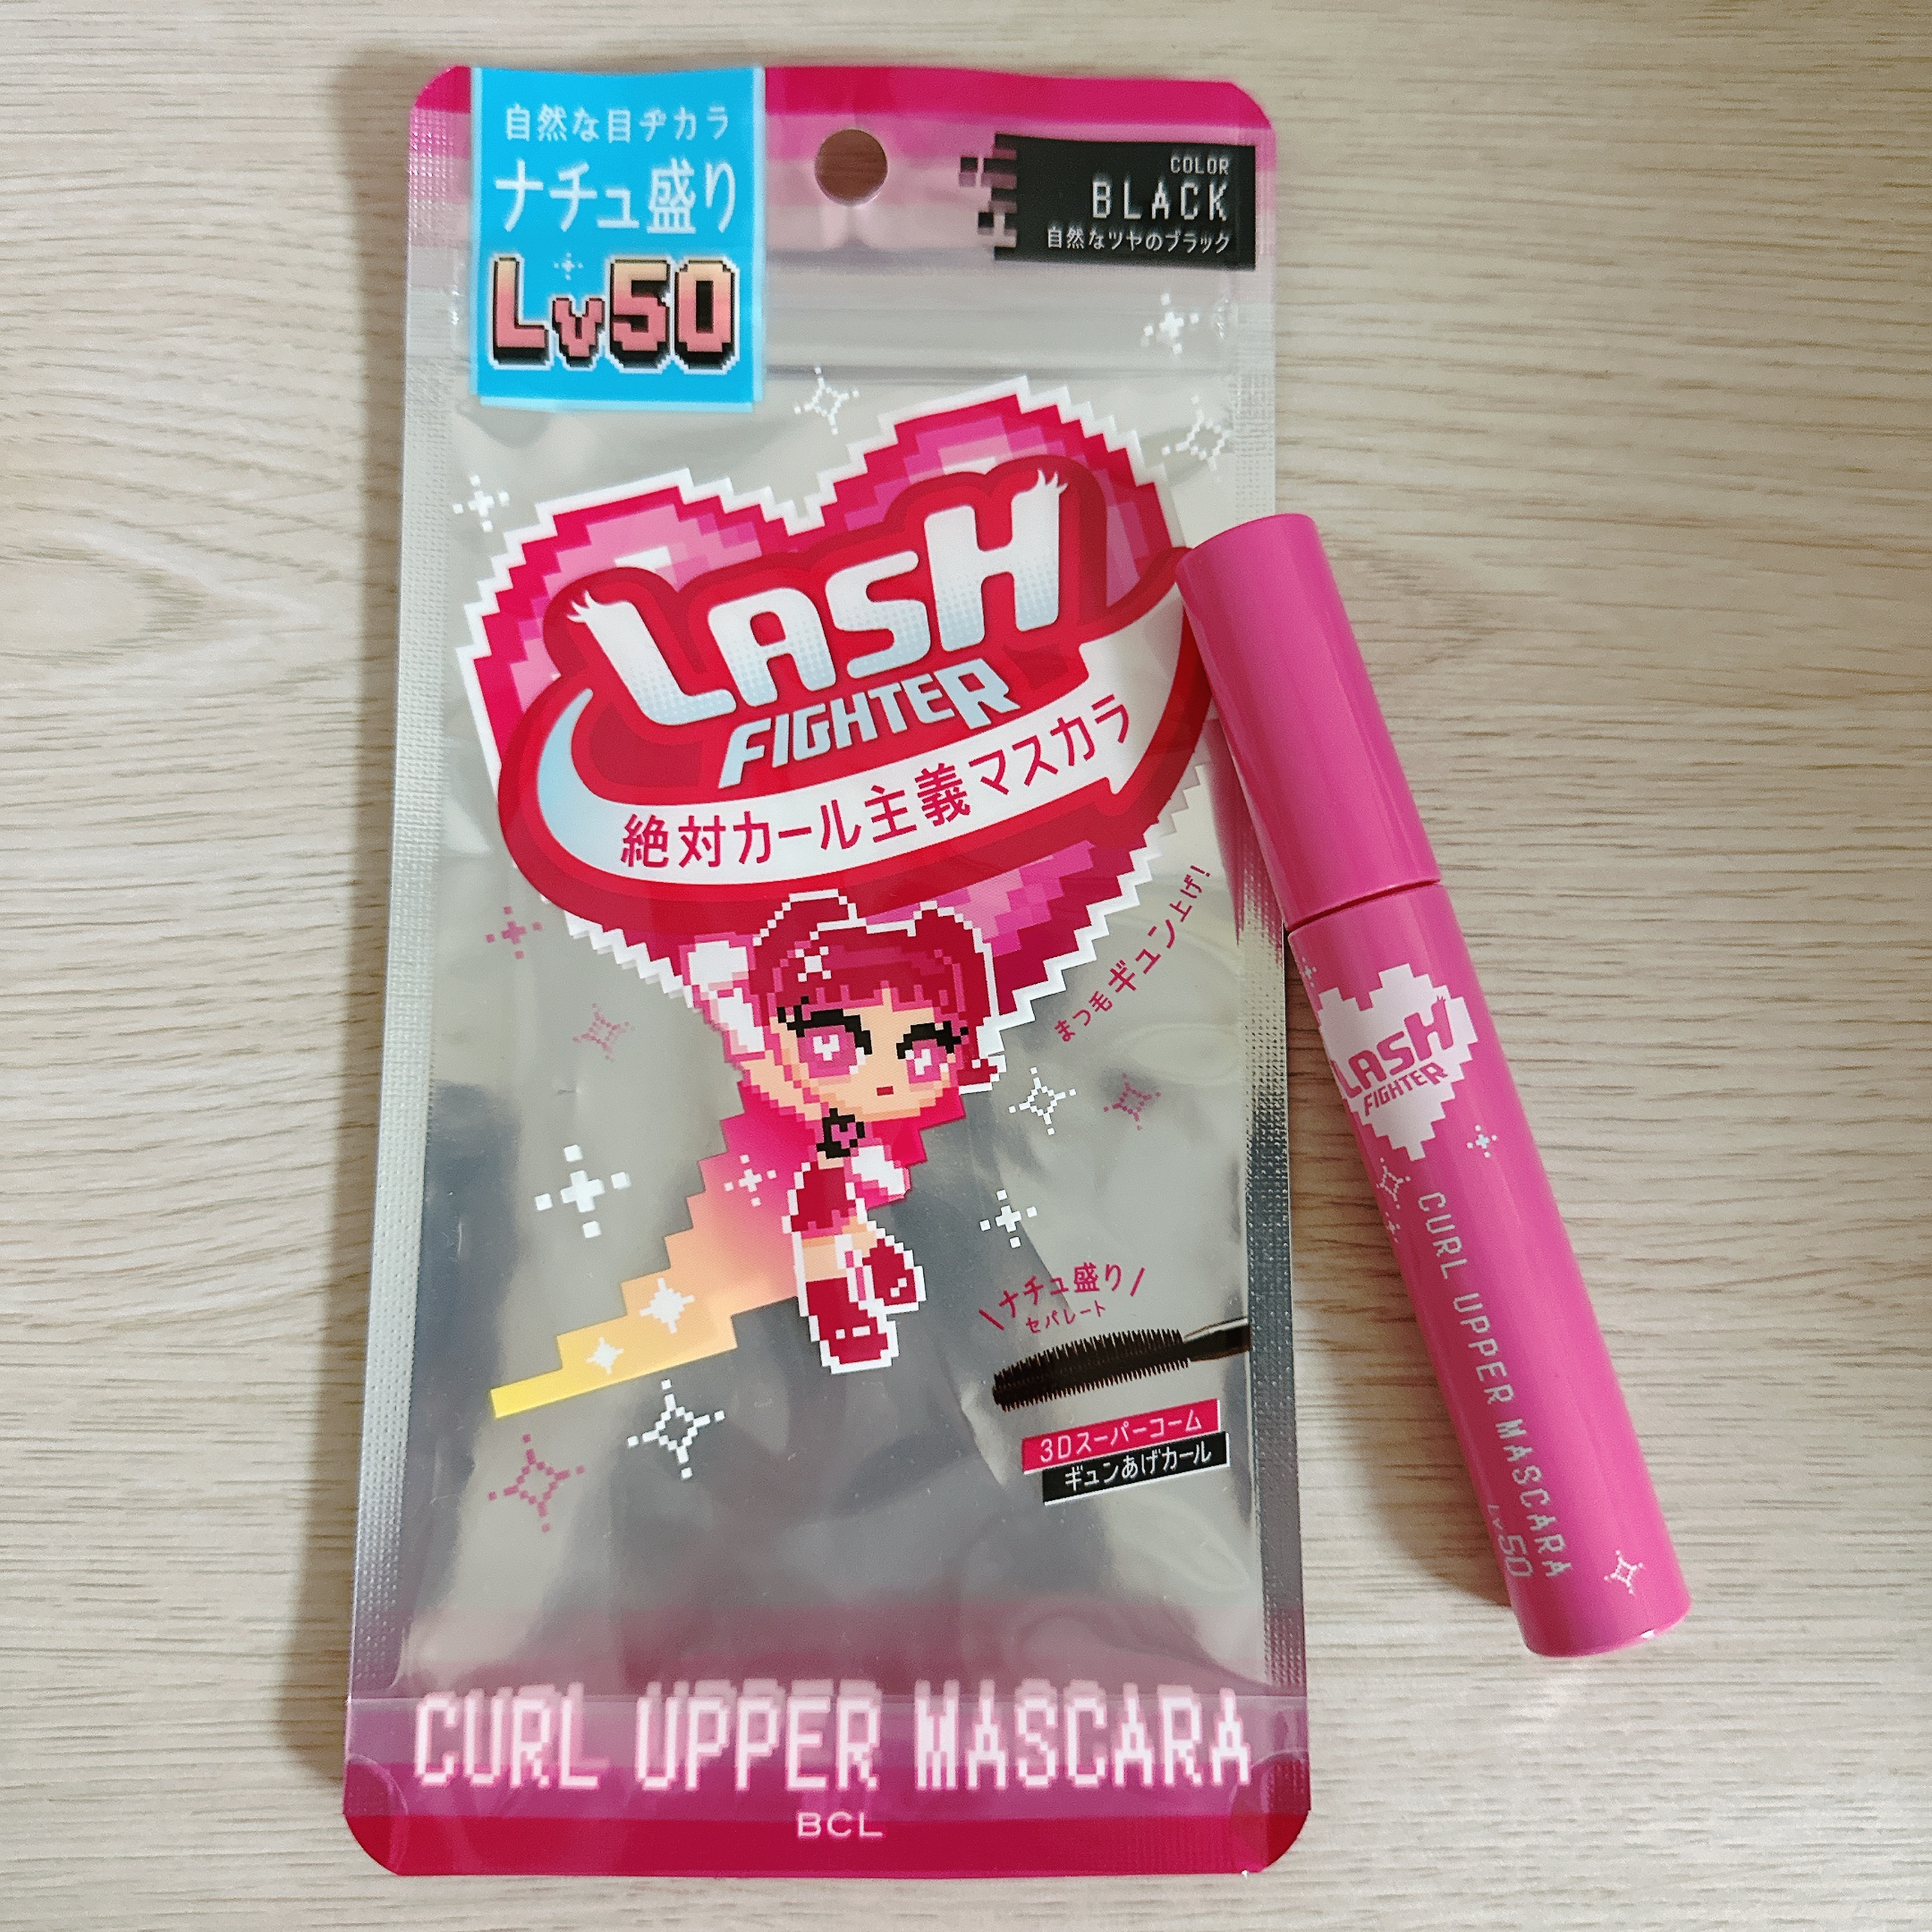 自然な目ヂカラ
ナチュ盛り
Lv50
COLOR
BLACK
自然なツヤのブラック
LASH
FIGHTER
絶対カール主義マスカラ
まつ毛ギュン上げ!
\ナチュ盛り/
セパレート
3Dスーパーコーム
ギュンあげカール
CURL UPPER MASCARA
BCL
LASH
FIGHTER
CURL UPPER MASCARA
Lv50